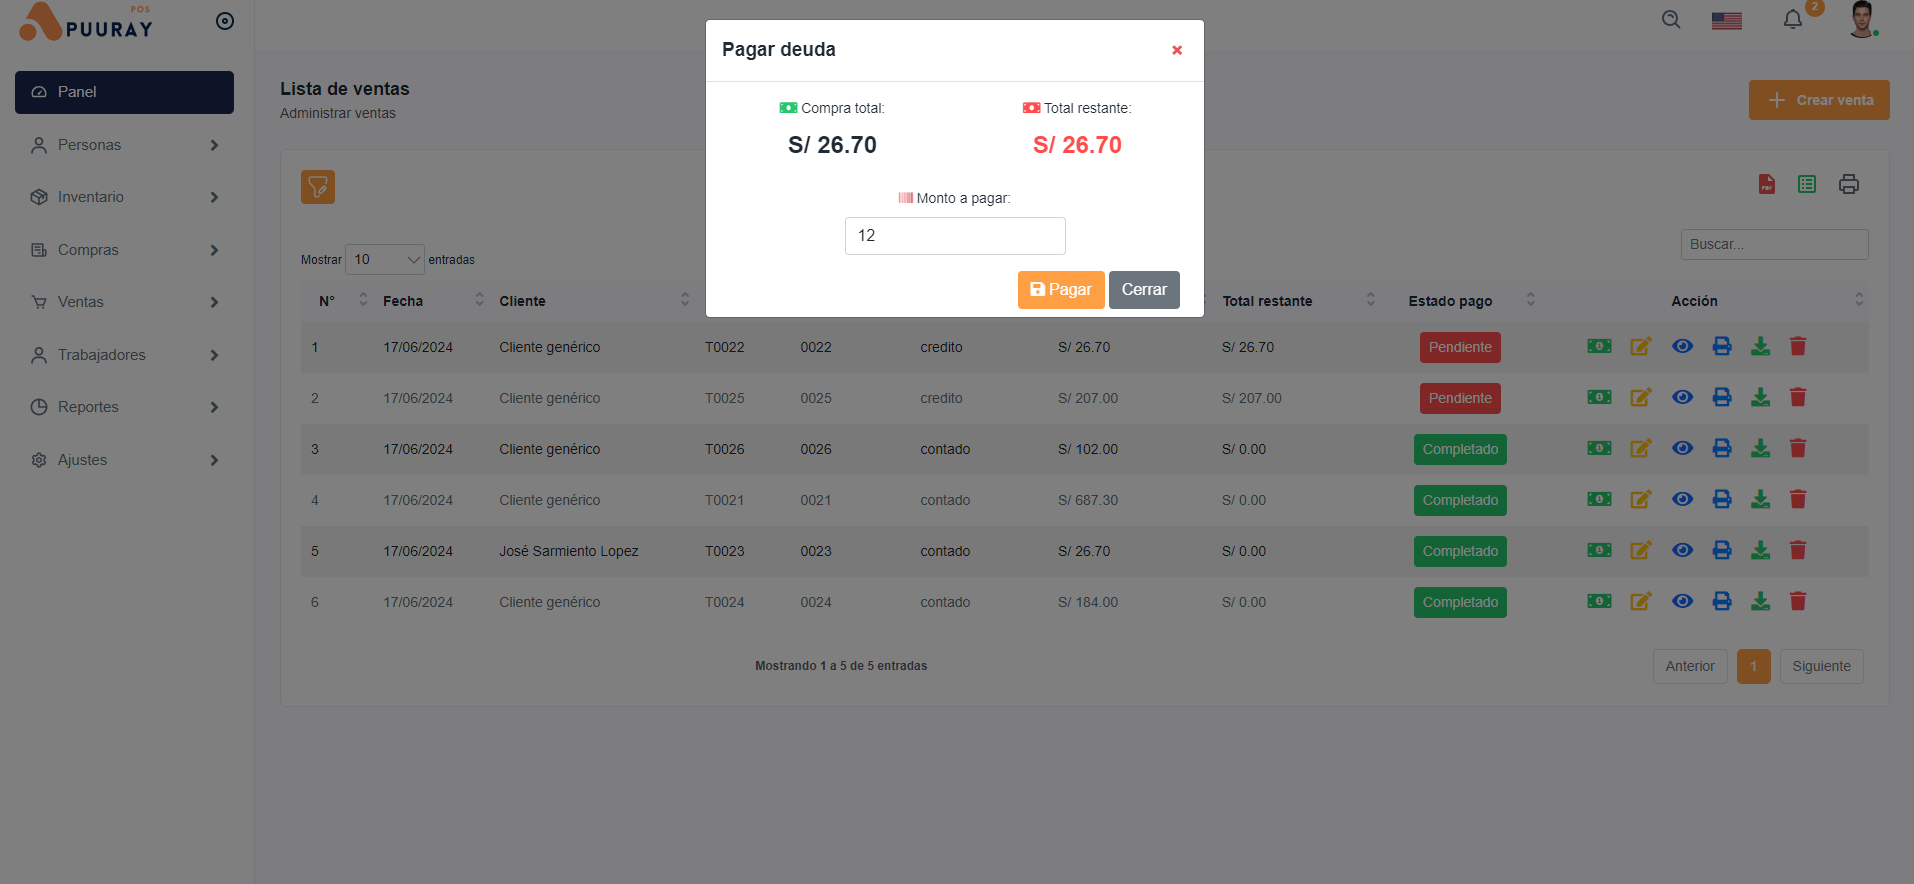 POS
PUURAY
2
Panel
Personas
Inventario
Compras
Ventas
Trabajadores
Reportes
Ajustes
Lista de ventas
Administrar ventas
Crear venta
Pagar deuda
Compra total:
Total restante:
S/ 26.70
S/ 26.70
Monto a pagar:
12
Pagar
Cerrar
PDF
Mostrar 10 entradas
Buscar...
N° Fecha Cliente Total restante Estado pago Acción
1 17/06/2024 Cliente genérico T0022 0022 credito S/ 26.70 S/ 26.70 Pendiente
2 17/06/2024 Cliente genérico T0025 0025 credito S/ 207.00 S/ 207.00 Pendiente
3 17/06/2024 Cliente genérico T0026 0026 contado S/ 102.00 S/ 0.00 Completado
4 17/06/2024 Cliente genérico T0021 0021 contado S/ 687.30 S/ 0.00 Completado
5 17/06/2024 José Sarmiento Lopez T0023 0023 contado S/ 26.70 S/ 0.00 Completado
6 17/06/2024 Cliente genérico T0024 0024 contado S/ 184.00 S/ 0.00 Completado
Mostrando 1 a 5 de 5 entradas
Anterior 1 Siguiente